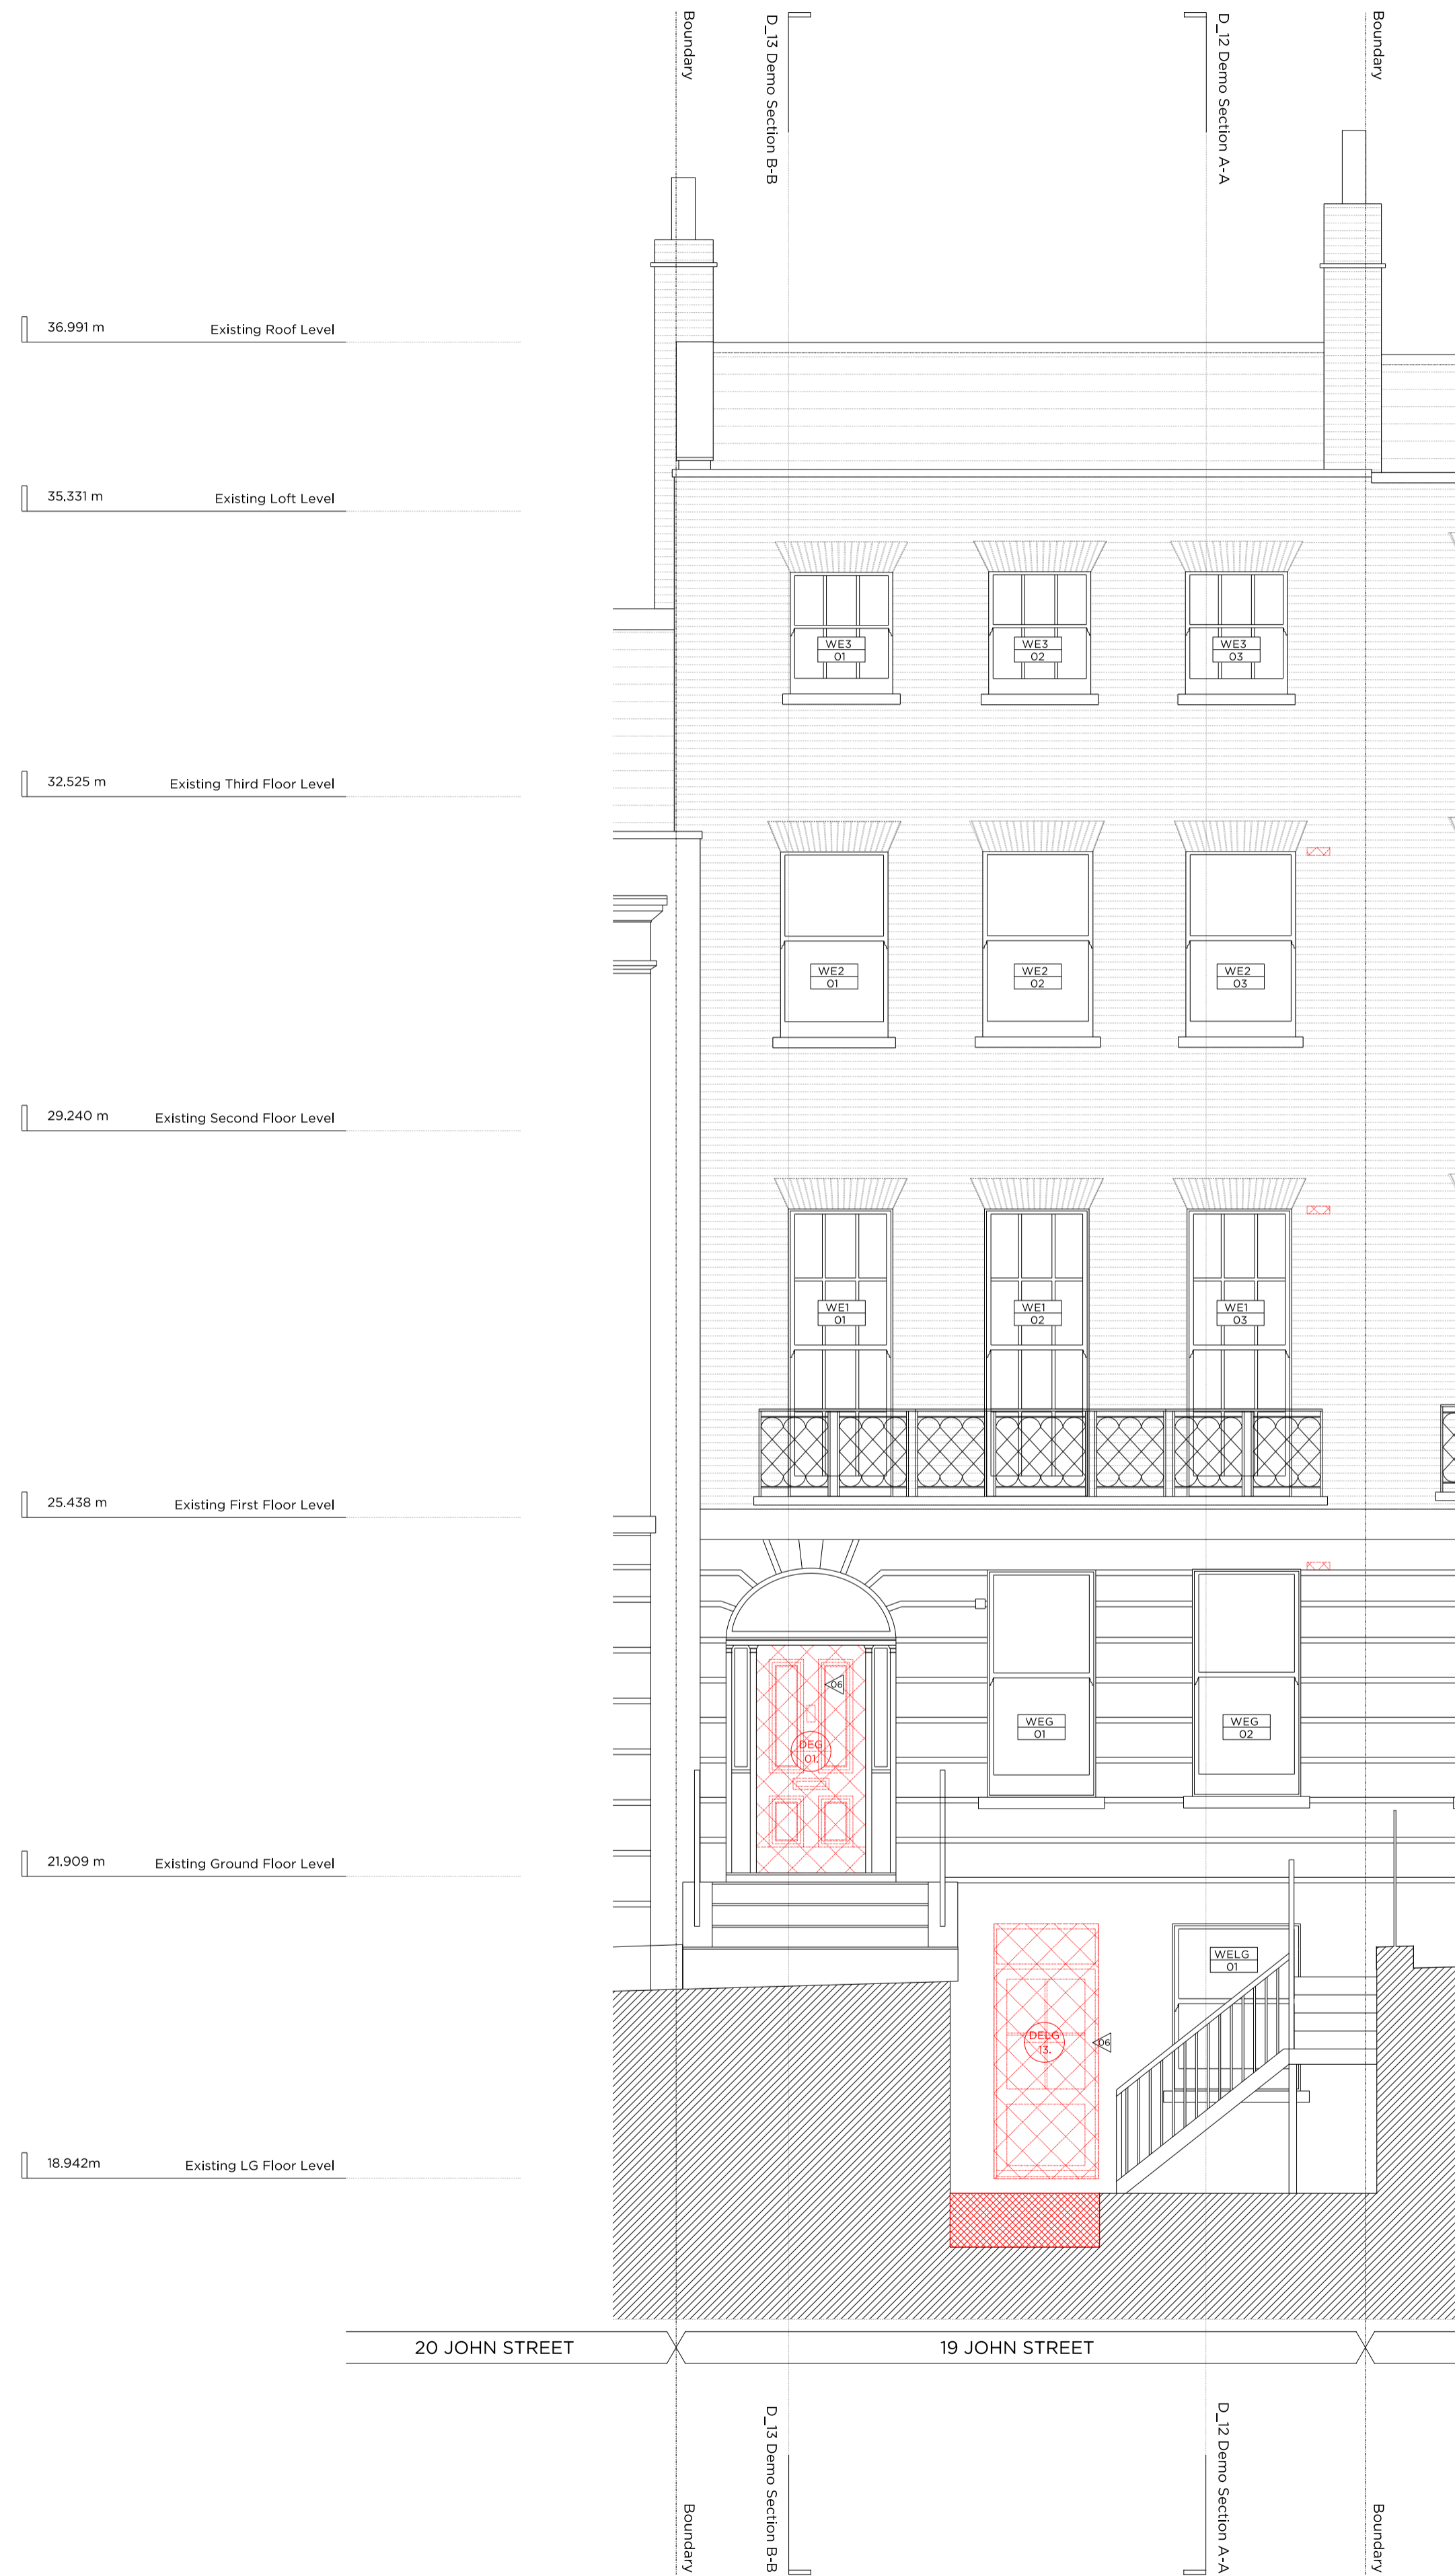 Boundary
D_13 Demo Section B-B
D_12 Demo Section A-A
Boundary
36.991 m Existing Roof Level
35.331 m Existing Loft Level
WE3
01
WE3
02
WE3
03
32.525 m Existing Third Floor Level
WE2
01
WE2
02
WE2
03
29.240 m Existing Second Floor Level
WE1
01
WE1
02
WE1
03
25.438 m Existing First Floor Level
06
DEG
01.
WEG
01
WEG
02
21.909 m Existing Ground Floor Level
WELG
01
DELG
13.
06
18.942m Existing LG Floor Level
20 JOHN STREET
19 JOHN STREET
Boundary
D_13 Demo Section B-B
D_12 Demo Section A-A
Boundary